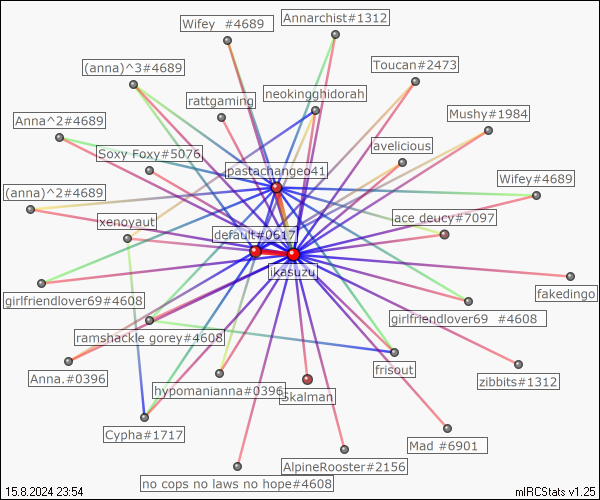 Wifey  #4689
Annarchist#1312
(anna)^3#4689
Toucan#2473
rattgaming
neokingghidorah
Anna^2#4689
Mushy#1984
Soxy Foxy#5076
avelicious
pastachangeo41
Wifey#4689
(anna)^2#4689
xenoyaut
ace deucy#7097
default#0617
ikasuzu
girlfriendlover69#4608
fakedingo
girlfriendlover69  #4608
ramshackle gorey#4608
Anna.#0396
frisout
zibbits#1312
hypomanianna#0396
Skalman
Cypha#1717
Mad #6901
no cops no laws no hope#4608
AlpineRooster#2156
15.8.2024 23:54
mIRCStats v1.25